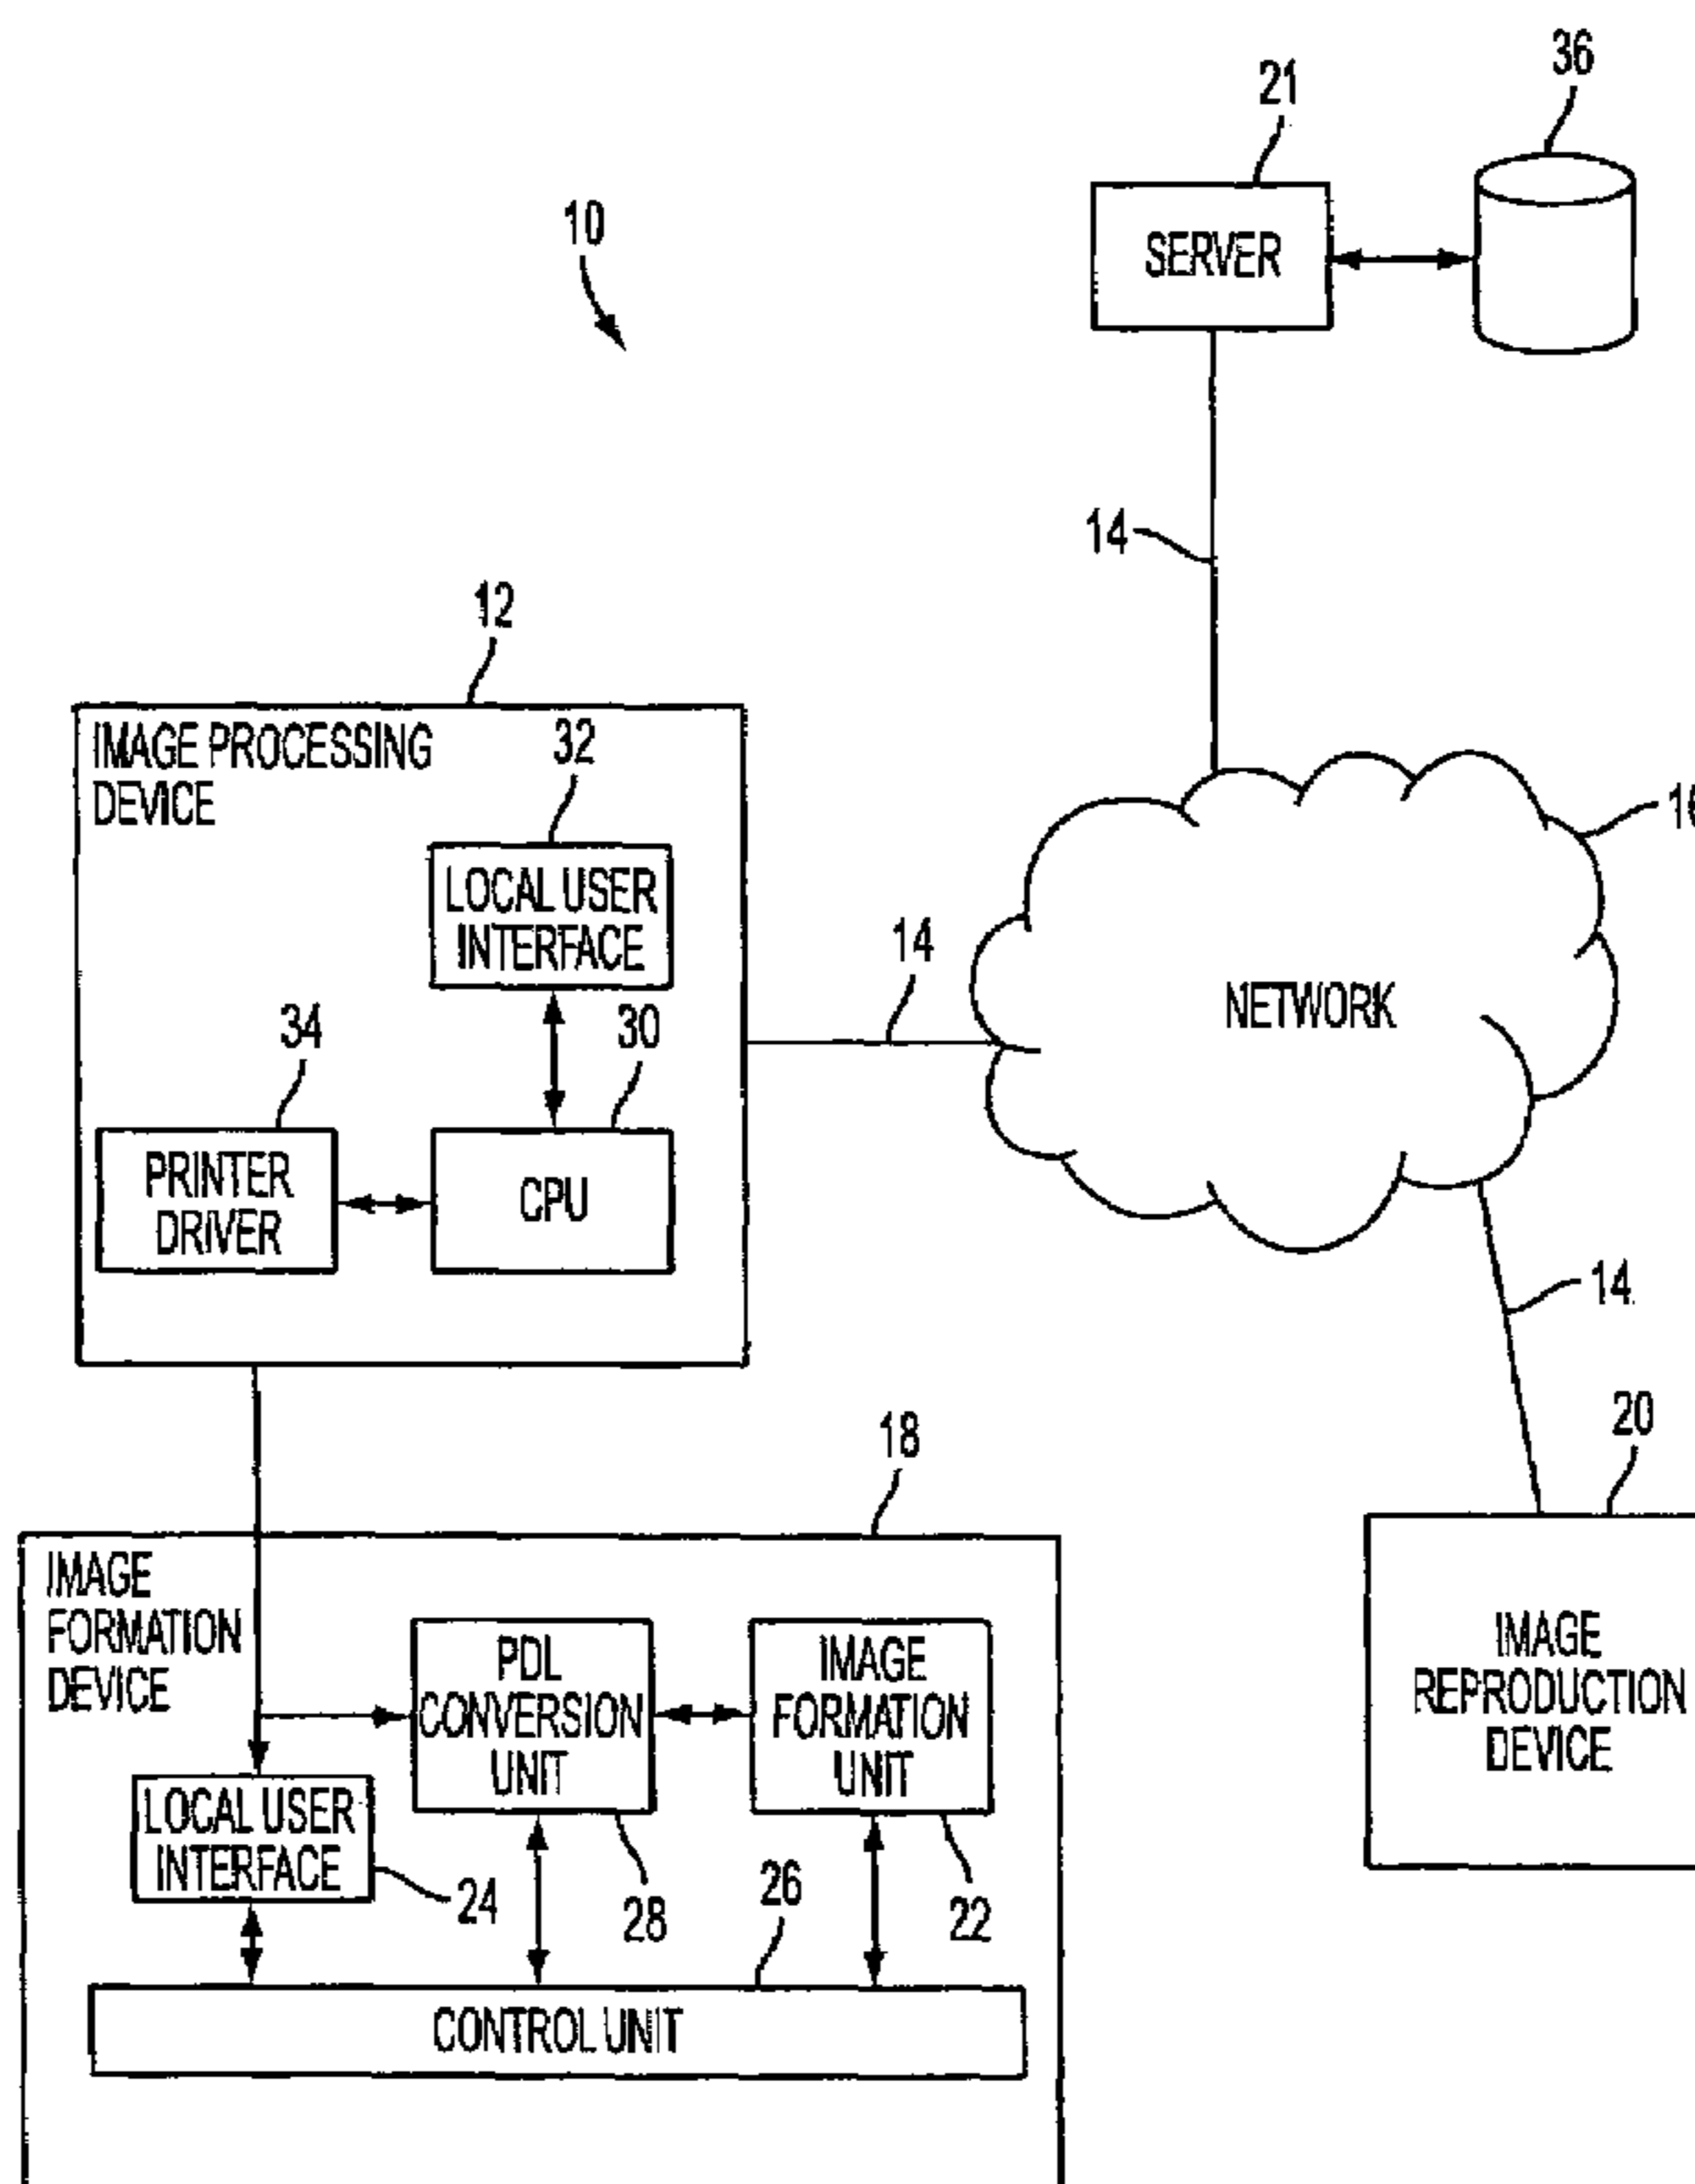 36
21
SERVER
10
14
12
IMAGE PROCESSING
DEVICE
32
LOCAL USER
INTERFACE
34
30
PRINTER
DRIVER
CPU
14
NETWORK
14
18
20
IMAGE
FORMATION
DEVICE
PDL
CONVERSION
UNIT
IMAGE
FORMATION
UNIT
LOCAL USER
INTERFACE
24
28
26
22
CONTROL UNIT
IMAGE
REPRODUCTION
DEVICE